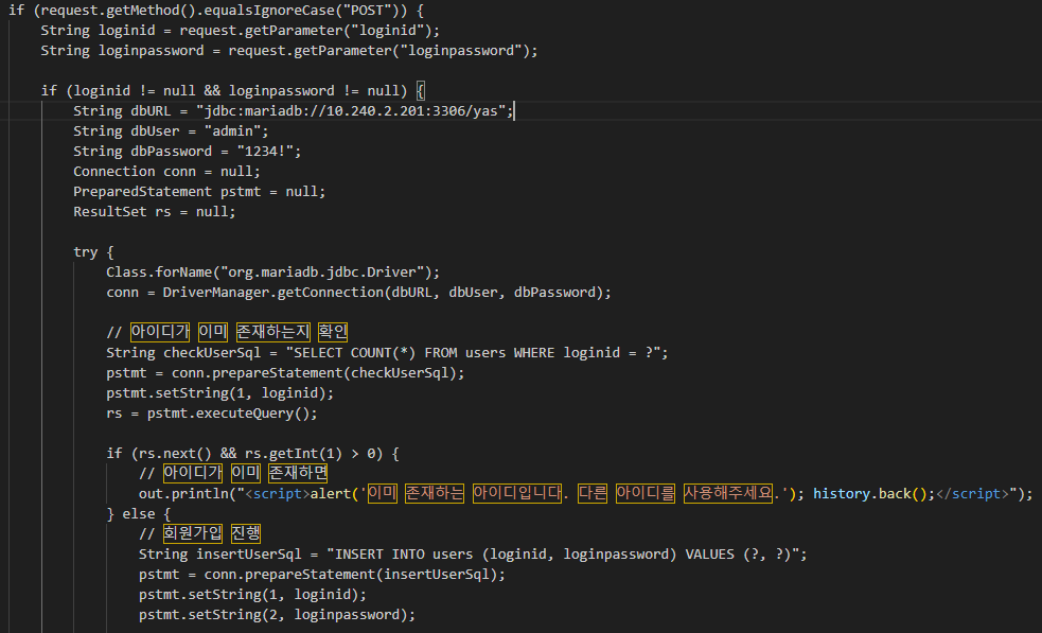 if (request.getMethod().equalsIgnoreCase("POST")) {
String loginid = request.getParameter("loginid");
String loginpassword = request.getParameter("loginpassword");
if (loginid != null && loginpassword != null) {
String dbURL = "jdbc:mariadb://10.240.2.201:3306/yas";
String dbUser = "admin";
String dbPassword = "1234!";
Connection conn = null;
PreparedStatement pstmt = null;
ResultSet rs = null;
try {
Class.forName("org.mariadb.jdbc.Driver");
conn = DriverManager.getConnection(dbURL, dbUser, dbPassword);
// 아이디가 이미 존재하는지 확인
String checkUserSql = "SELECT COUNT(*) FROM users WHERE loginid = ?";
pstmt = conn.prepareStatement(checkUserSql);
pstmt.setString(1, loginid);
rs = pstmt.executeQuery();
if (rs.next() && rs.getInt(1) > 0) {
// 아이디가 이미 존재하면
out.println("<script>alert('이미 존재하는 아이디입니다. 다른 아이디를 사용해주세요.'); history.back();</script>");
} else {
// 회원가입 진행
String insertUserSql = "INSERT INTO users (loginid, loginpassword) VALUES (?, ?)";
pstmt = conn.prepareStatement(insertUserSql);
pstmt.setString(1, loginid);
pstmt.setString(2, loginpassword);